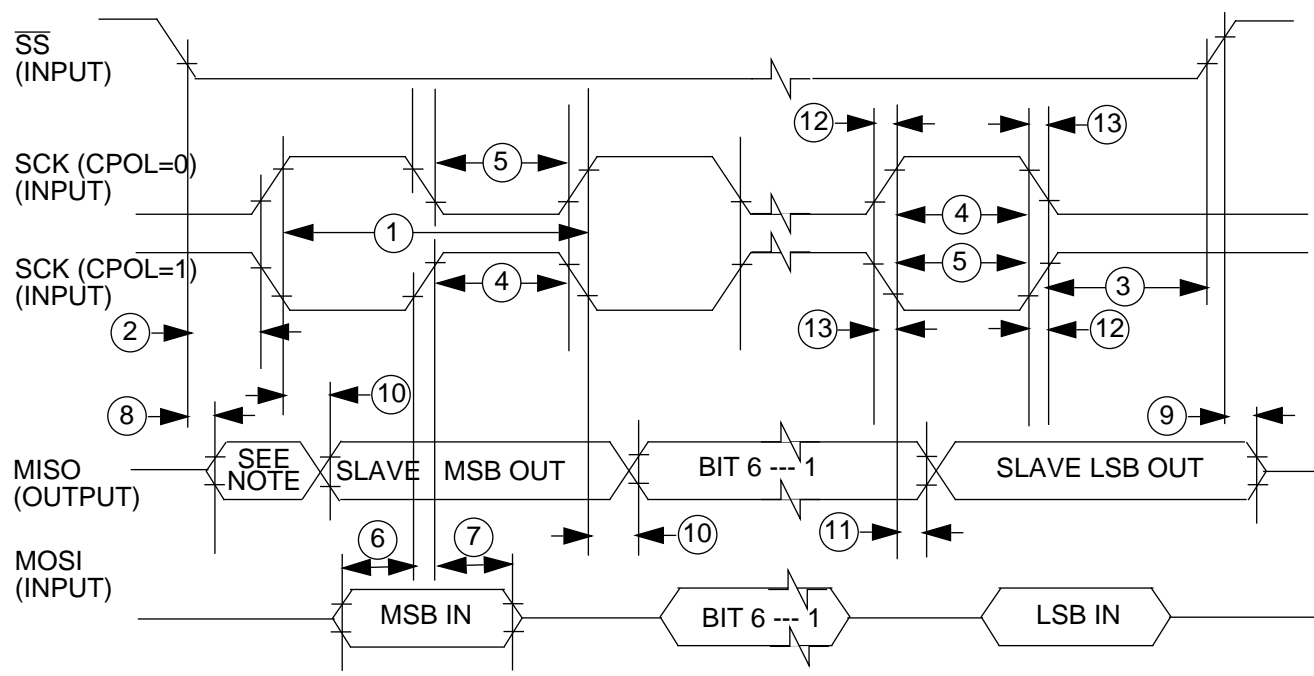 SS
(INPUT)
12
13
SCK (CPOL=0)
(INPUT)
5
4
1
SCK (CPOL=1)
(INPUT)
4
5
3
2
13
12
10
8
9
MISO
(OUTPUT)
SEE
NOTE
SLAVE MSB OUT
BIT 6 --- 1
SLAVE LSB OUT
6
7
10
11
MOSI
(INPUT)
MSB IN
BIT 6 --- 1
LSB IN